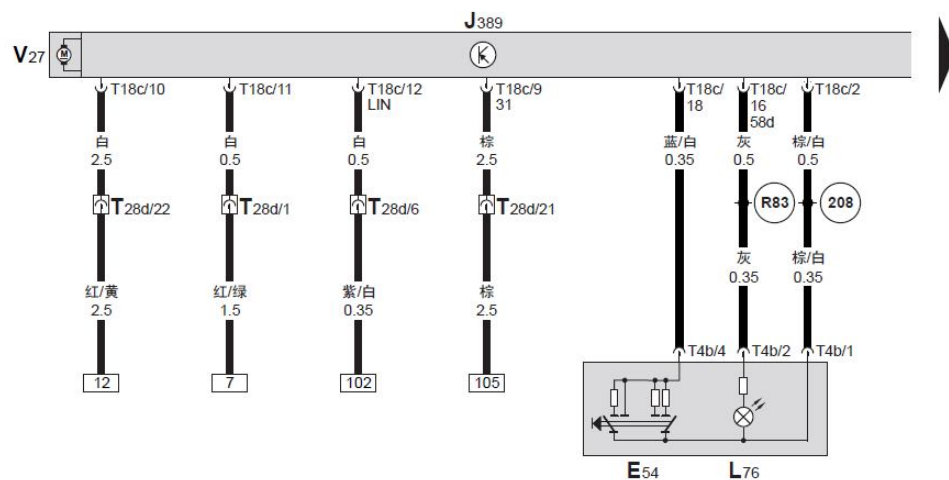 J389
V27
M
T18c/10
T18c/11
T18c/12
LIN
T18c/9
31
T18c/
18
T18c/
16
58d
T18c/2
白
2.5
白
0.5
白
0.5
棕
2.5
蓝/白
0.35
灰
0.5
棕/白
0.5
T28d/22
T28d/1
T28d/6
T28d/21
R83
208
红/黄
2.5
红/绿
1.5
紫/白
0.35
棕
2.5
灰
0.35
棕/白
0.35
T4b/4
T4b/2
T4b/1
12
7
102
105
E54
L76